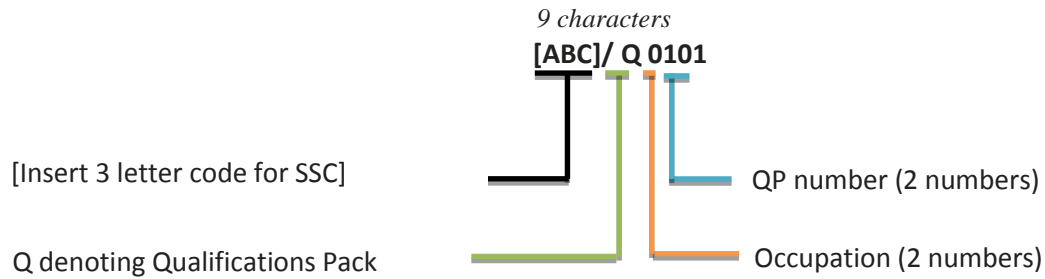 9 characters
[ABC]/ Q 0101
[Insert 3 letter code for SSC]
QP number (2 numbers)
Q denoting Qualifications Pack
Occupation (2 numbers)